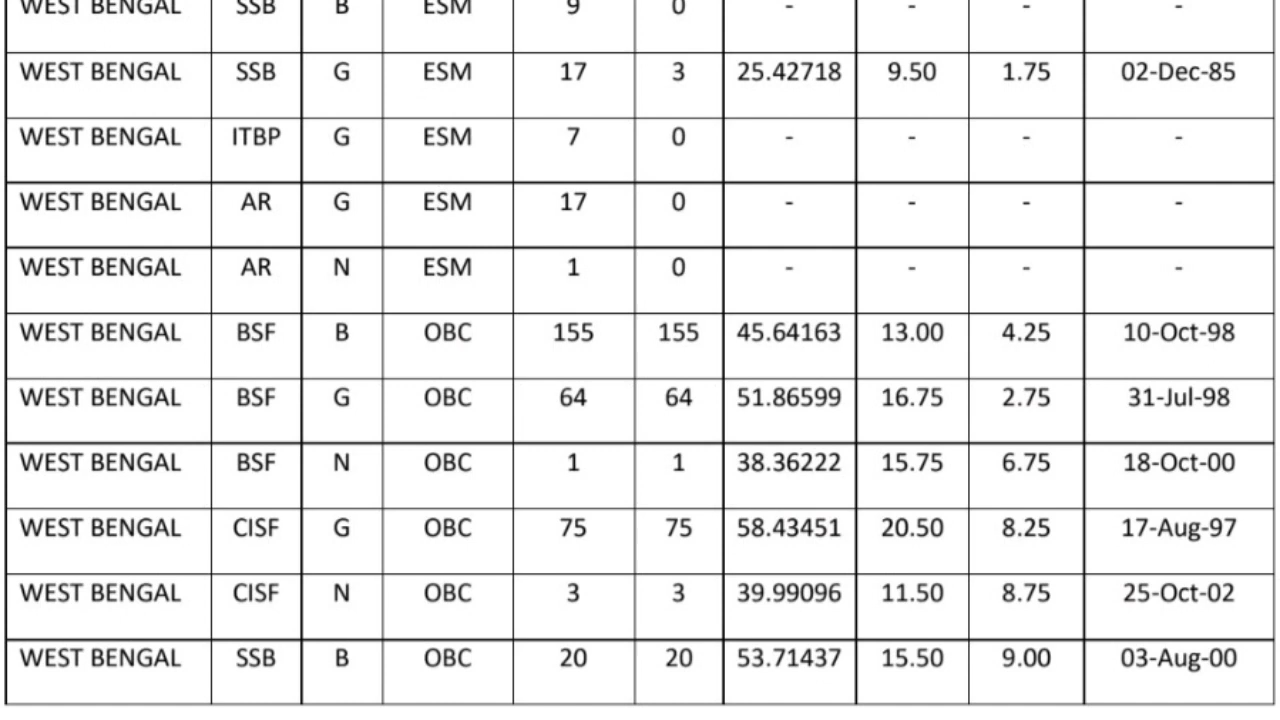 WEST BENGAL SSB B ESM 9 0 - - - -
WEST BENGAL SSB G ESM 17 3 25.42718 9.50 1.75 02-Dec-85
WEST BENGAL ITBP G ESM 7 0 - - - -
WEST BENGAL AR G ESM 17 0 - - - -
WEST BENGAL AR N ESM 1 0 - - - -
WEST BENGAL BSF B OBC 155 155 45.64163 13.00 4.25 10-Oct-98
WEST BENGAL BSF G OBC 64 64 51.86599 16.75 2.75 31-Jul-98
WEST BENGAL BSF N OBC 1 1 38.36222 15.75 6.75 18-Oct-00
WEST BENGAL CISF G OBC 75 75 58.43451 20.50 8.25 17-Aug-97
WEST BENGAL CISF N OBC 3 3 39.99096 11.50 8.75 25-Oct-02
WEST BENGAL SSB B OBC 20 20 53.71437 15.50 9.00 03-Aug-00